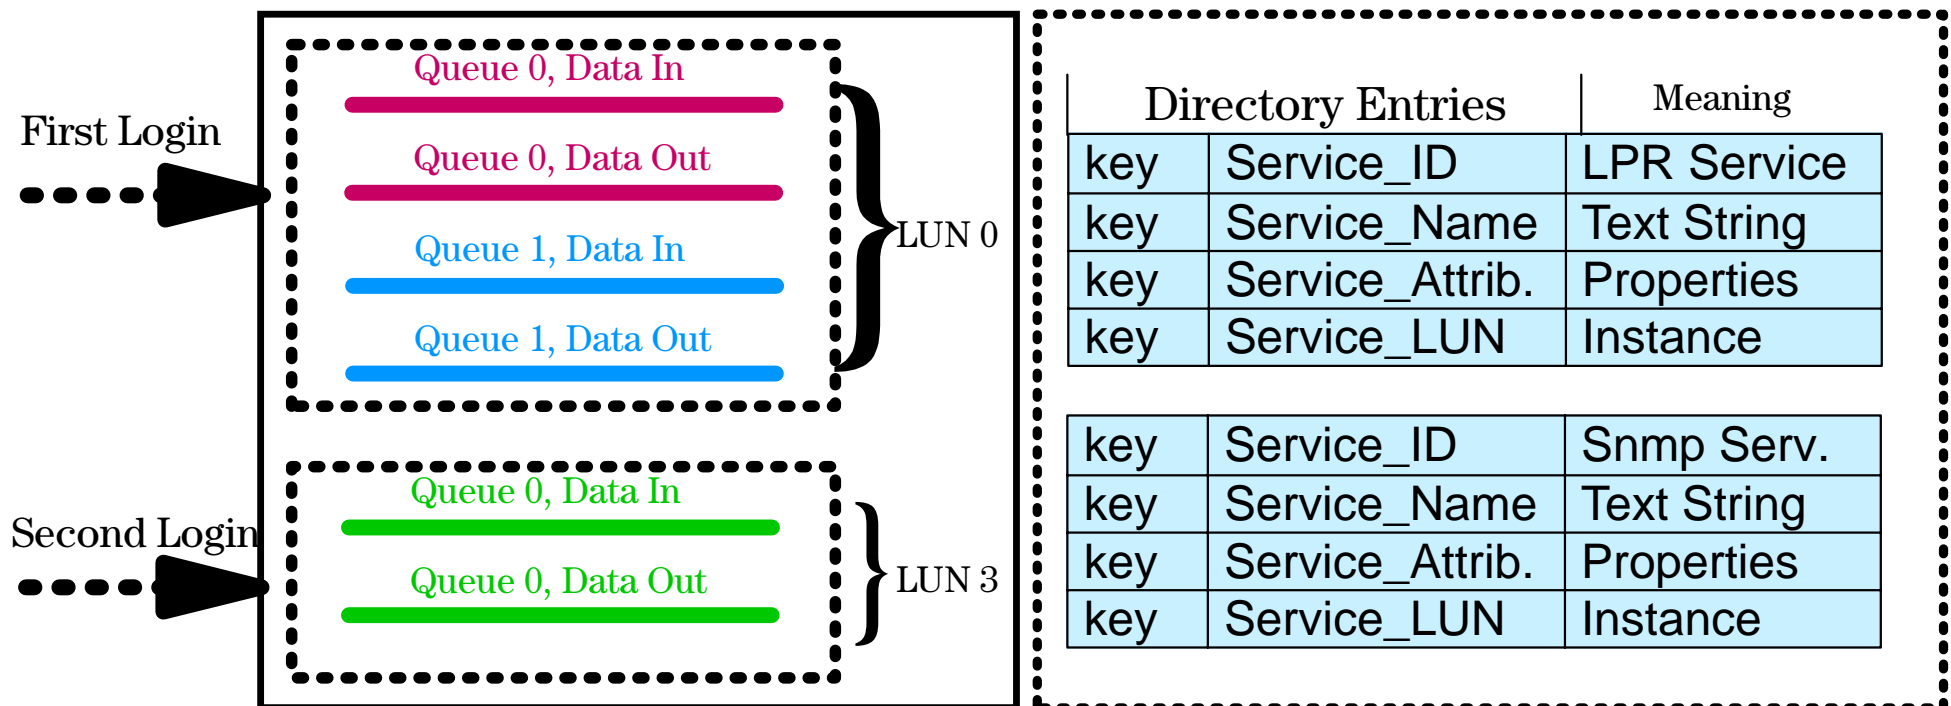 First Login
Queue 0, Data In
Queue 0, Data Out
Queue 1, Data In
Queue 1, Data Out
LUN 0
Second Login
Queue 0, Data In
Queue 0, Data Out
LUN 3
Directory Entries Meaning
key Service_ID LPR Service
key Service_Name Text String
key Service_Attrib. Properties
key Service_LUN Instance
key Service_ID Snmp Serv.
key Service_Name Text String
key Service_Attrib. Properties
key Service_LUN Instance